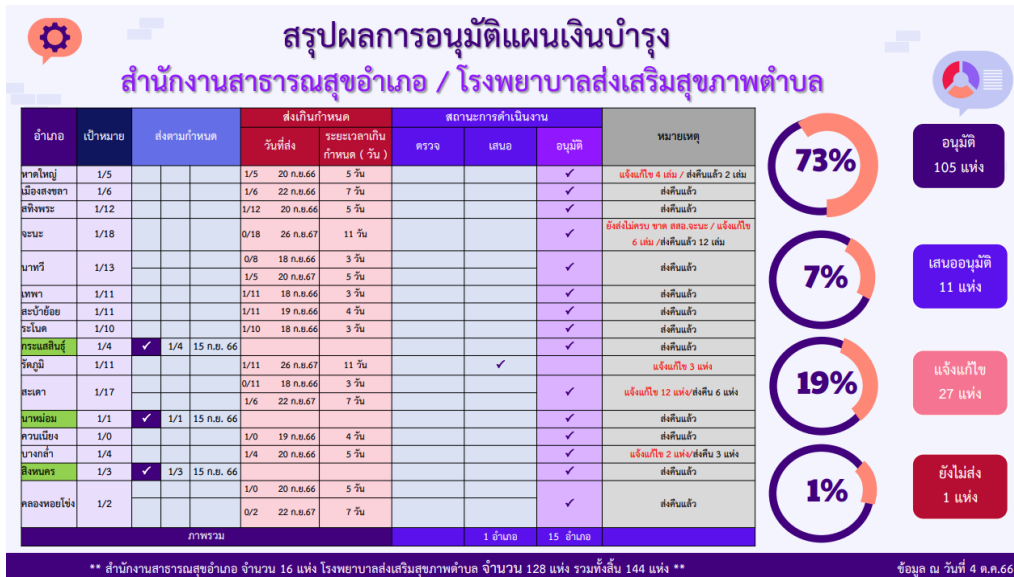 สรุปผลการอนุมัติแผนเงินบำรุง
สำนักงานสาธารณสุขอำเภอ / โรงพยาบาลส่งเสริมสุขภาพตำบล
อำเภอ เป้าหมาย ส่งตามกำหนด ส่งเกินกำหนด สถานะการดำเนินงาน หมายเหตุ
วันที่ส่ง ระยะเวลาเกินกำหนด ( วัน ) ตรวจ เสนอ อนุมัติ
หาดใหญ่ 1/5 1/5 20 ก.ย.66 5 วัน ✓ แจ้งแก้ไข 4 เล่ม / ส่งคืนแล้ว 2 เล่ม
เมืองสงขลา 1/6 1/6 22 ก.ย.66 7 วัน ✓ ส่งคืนแล้ว
สทิงพระ 1/12 1/12 20 ก.ย.66 5 วัน ✓ ส่งคืนแล้ว
จะนะ 1/18 0/18 26 ก.ย.67 11 วัน ✓ ยังส่งไม่ครบ ขาด สสอ.จะนะ / แจ้งแก้ไข
6 เล่ม /ส่งคืนแล้ว 12 เล่ม
นาทวี 1/13 0/8 18 ก.ย.66 3 วัน ✓ ส่งคืนแล้ว
1/5 20 ก.ย.67 5 วัน
เทพา 1/11 1/11 18 ก.ย.66 3 วัน ✓ ส่งคืนแล้ว
สะบ้าย้อย 1/11 1/11 19 ก.ย.66 4 วัน ✓ ส่งคืนแล้ว
ระโนด 1/10 1/10 18 ก.ย.66 3 วัน ✓ ส่งคืนแล้ว
กระแสสินธุ์ 1/4 ✓ 1/4 15 ก.ย. 66 ✓ ส่งคืนแล้ว
รัตภูมิ 1/11 1/11 26 ก.ย.67 11 วัน ✓ แจ้งแก้ไข 3 แห่ง
สะเดา 1/17 0/11 18 ก.ย.66 3 วัน ✓ แจ้งแก้ไข 12 แห่ง/ส่งคืน 6 แห่ง
1/6 22 ก.ย.67 7 วัน
นาหม่อม 1/1 ✓ 1/1 15 ก.ย. 66 ✓ ส่งคืนแล้ว
ควนเนียง 1/0 1/0 19 ก.ย.66 4 วัน ✓ ส่งคืนแล้ว
บางกล่ำ 1/4 1/4 20 ก.ย.66 5 วัน ✓ แจ้งแก้ไข 2 แห่ง/ส่งคืน 3 แห่ง
สิงหนคร 1/3 ✓ 1/3 15 ก.ย. 66 ✓ ส่งคืนแล้ว
คลองหอยโข่ง 1/2 1/0 20 ก.ย.66 5 วัน ✓ ส่งคืนแล้ว
0/2 22 ก.ย.67 7 วัน
ภาพรวม 1 อำเภอ 15 อำเภอ
73% อนุมัติ
105 แห่ง
7% เสนออนุมัติ
11 แห่ง
19% แจ้งแก้ไข
27 แห่ง
1% ยังไม่ส่ง
1 แห่ง
** สำนักงานสาธารณสุขอำเภอ จำนวน 16 แห่ง โรงพยาบาลส่งเสริมสุขภาพตำบล จำนวน 128 แห่ง รวมทั้งสิ้น 144 แห่ง **
ข้อมูล ณ วันที่ 4 ต.ค.66